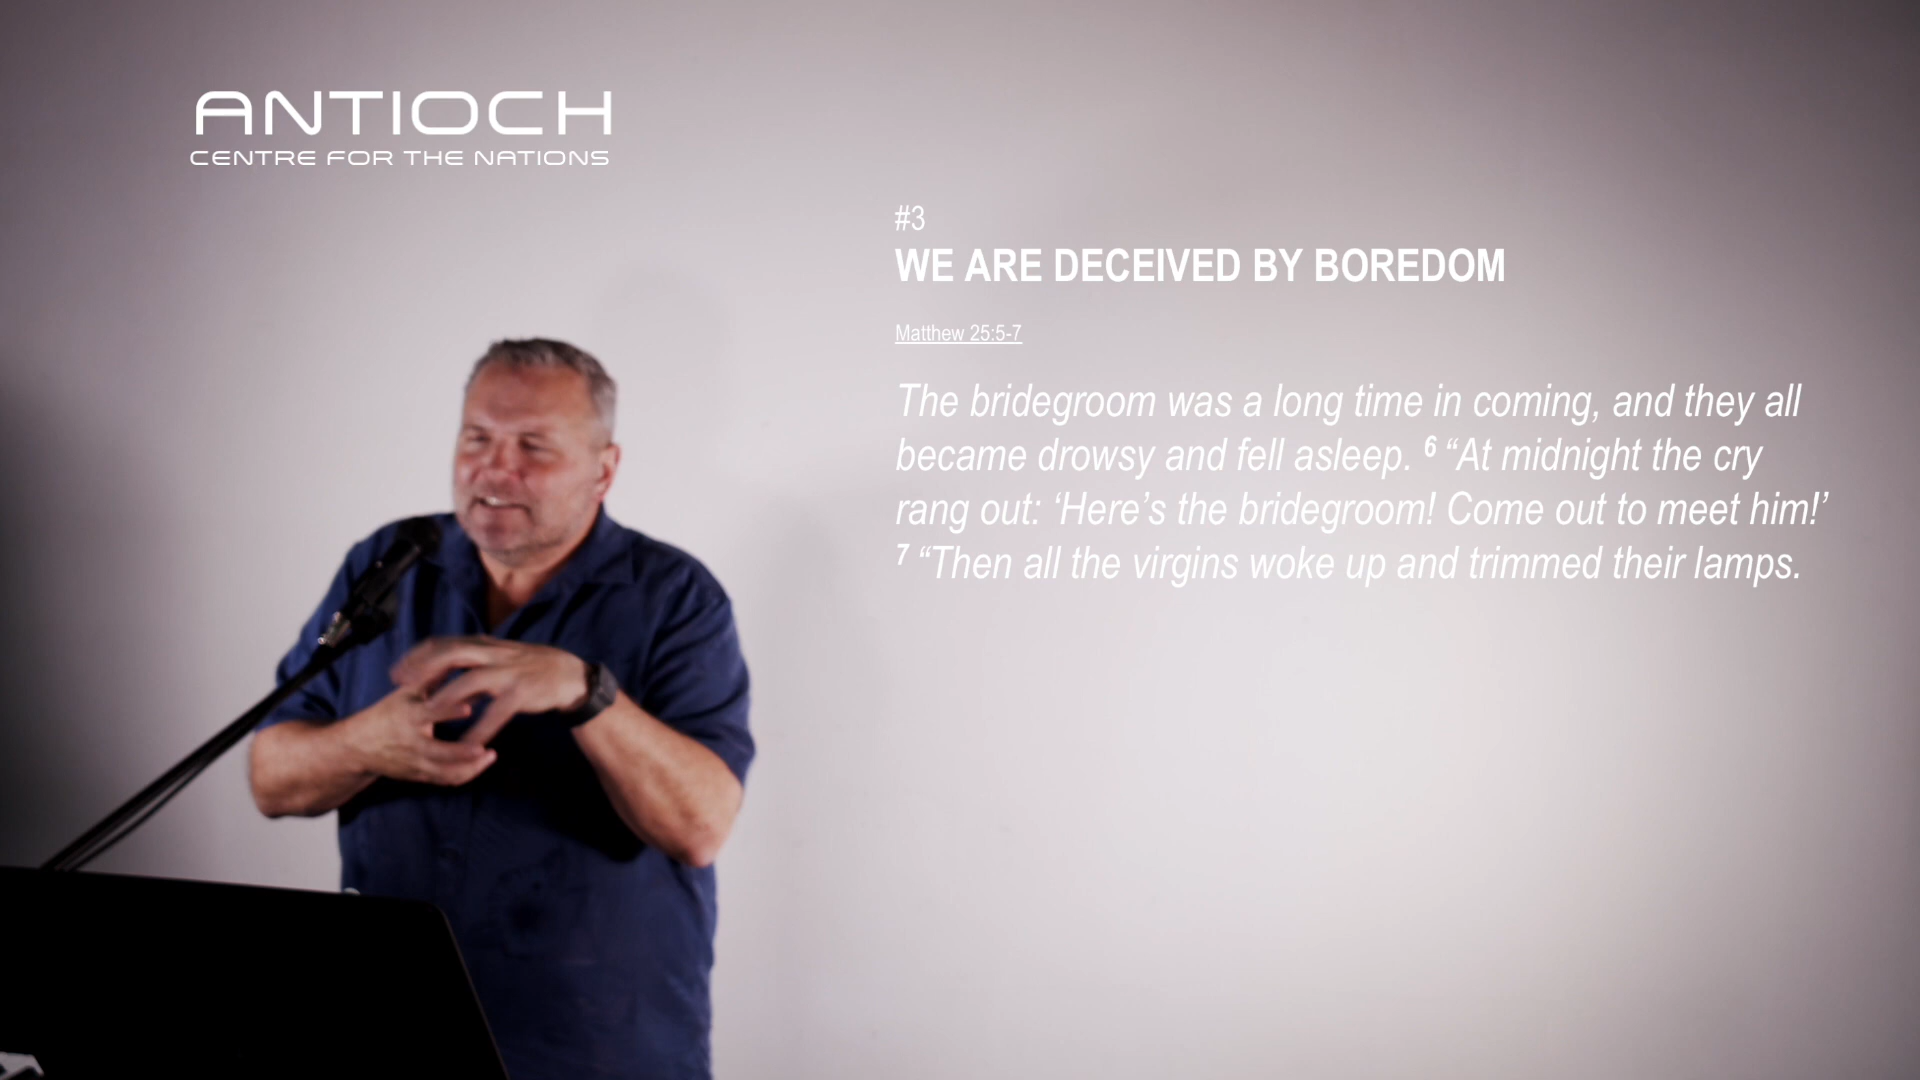 ANTIOCH
CENTRE FOR THE NATIONS
#3
WE ARE DECEIVED BY BOREDOM
Matthew 25:5-7
The bridegroom was a long time in coming, and they all
became drowsy and fell asleep. 6 “At midnight the cry
rang out: ‘Here’s the bridegroom! Come out to meet him!’
7 “Then all the virgins woke up and trimmed their lamps.